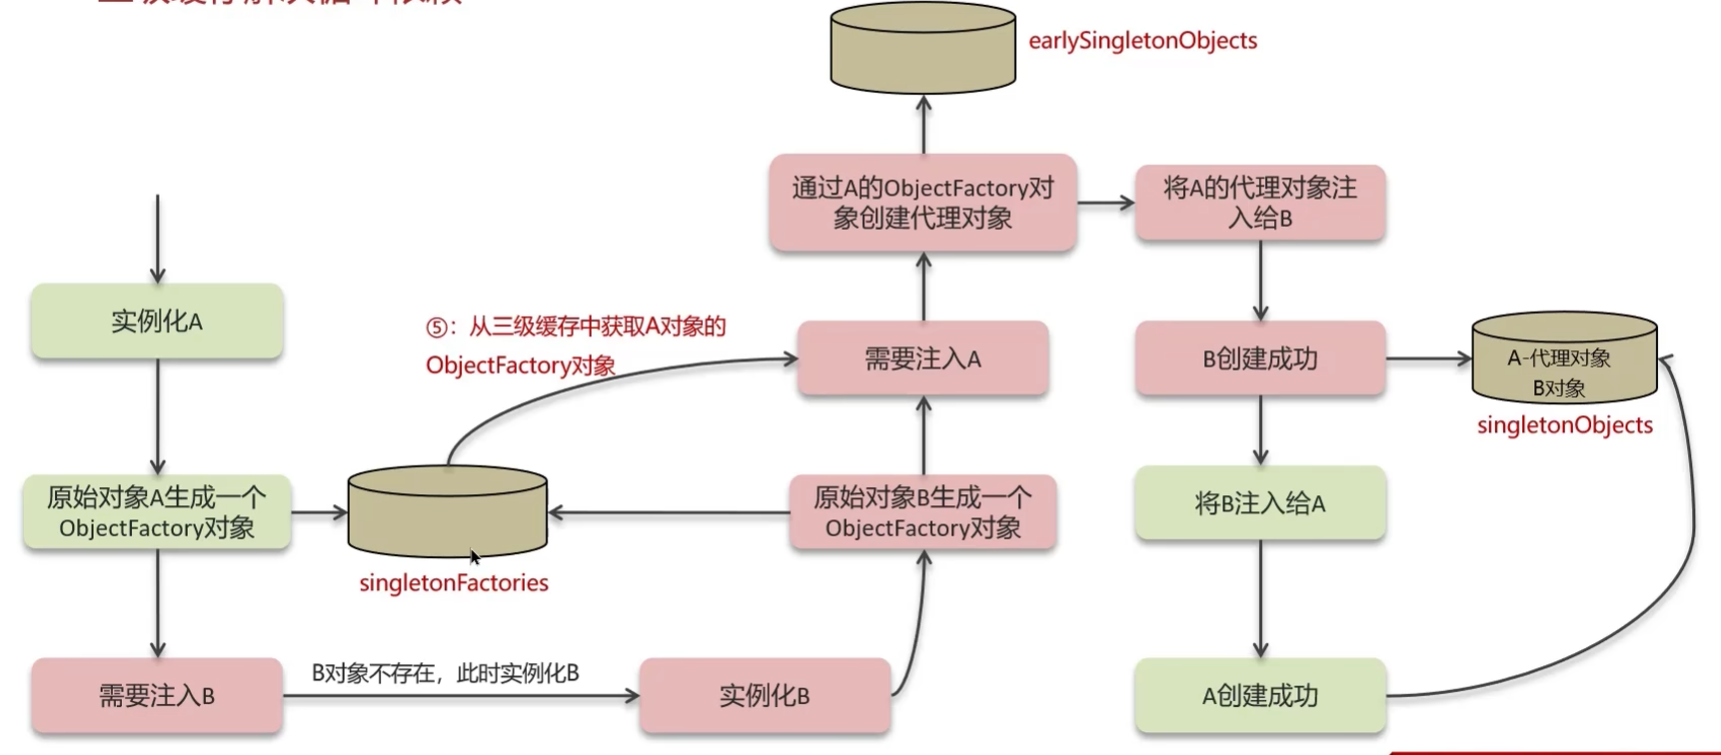 earlySingletonObjects
通过A的ObjectFactory对
象创建代理对象
将A的代理对象注
入给B
实例化A
⑤：从三级缓存中获取A对象的
ObjectFactory对象
需要注入A
B创建成功
A-代理对象
B对象
singletonObjects
原始对象A生成一个
ObjectFactory对象
singletonFactories
原始对象B生成一个
ObjectFactory对象
将B注入给A
需要注入B
B对象不存在，此时实例化B
实例化B
A创建成功